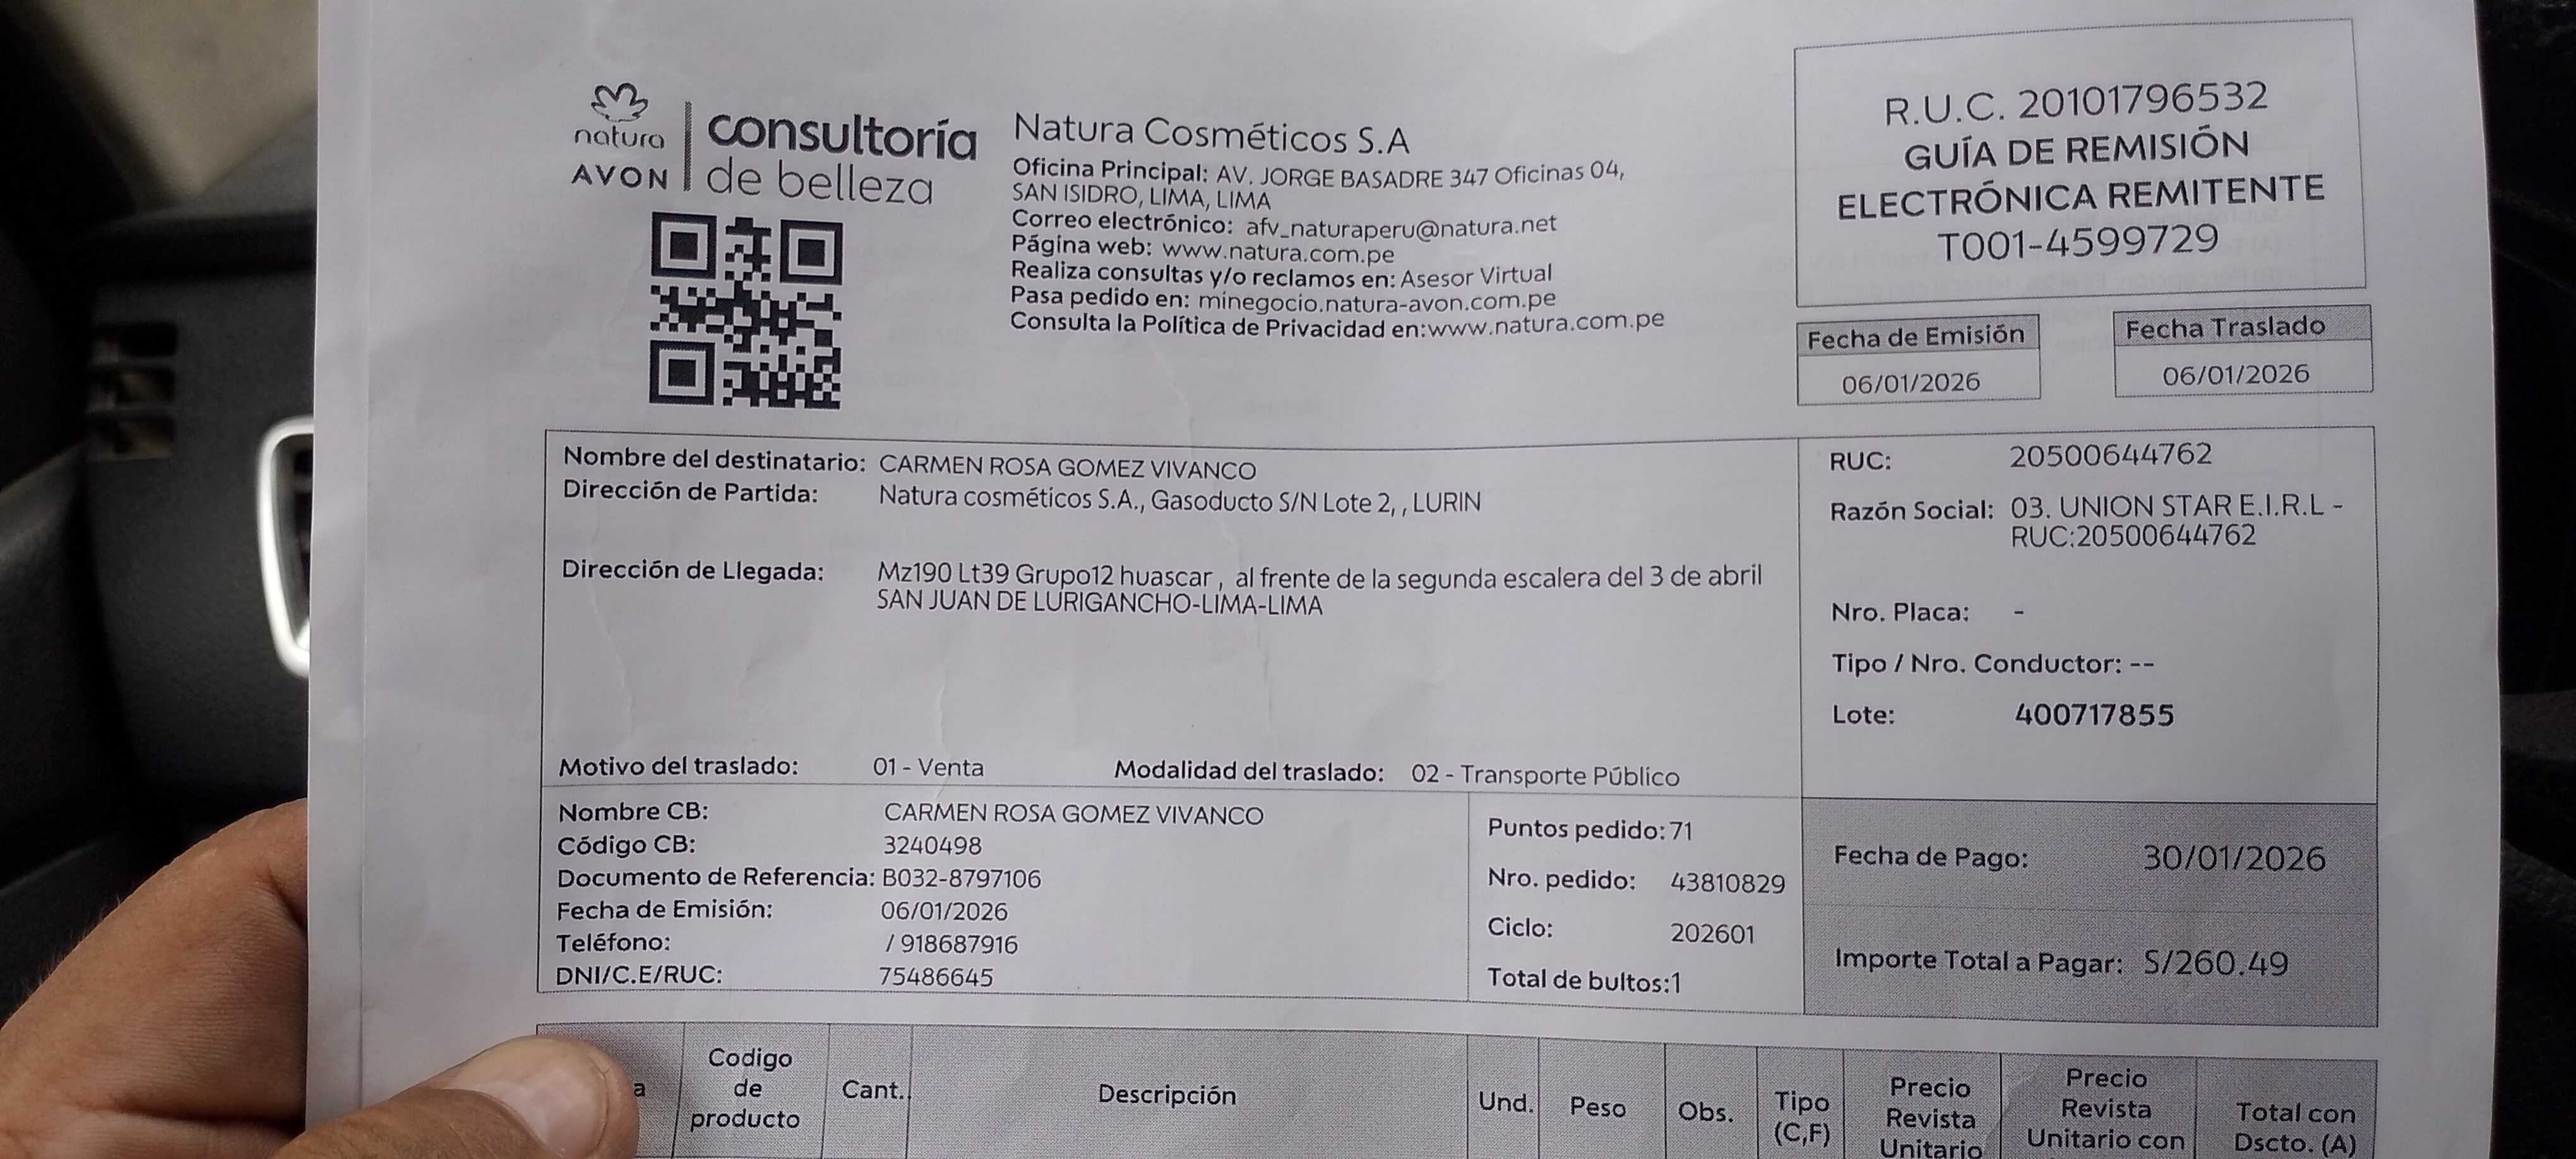 natura
AVON
consultoría
de belleza
Natura Cosméticos S.A
Oficina Principal: AV. JORGE BASADRE 347 Oficinas 04,
SAN ISIDRO, LIMA, LIMA
Correo electrónico: afv_naturaperu@natura.net
Página web: www.natura.com.pe
Realiza consultas y/o reclamos en: Asesor Virtual
Pasa pedido en: minegocio.natura-avon.com.pe
Consulta la Política de Privacidad en:www.natura.com.pe
R.U.C. 20101796532
GUÍA DE REMISIÓN
ELECTRÓNICA REMITENTE
T001-4599729
Fecha de Emisión
06/01/2026
Fecha Traslado
06/01/2026
Nombre del destinatario: CARMEN ROSA GOMEZ VIVANCO
Dirección de Partida: Natura cosméticos S.A., Gasoducto S/N Lote 2, , LURIN
Dirección de Llegada: Mz190 Lt39 Grupo12 huascar , al frente de la segunda escalera del 3 de abril
SAN JUAN DE LURIGANCHO-LIMA-LIMA
Motivo del traslado: 01 - Venta Modalidad del traslado: 02 - Transporte Público
RUC: 20500644762
Razón Social: 03. UNION STAR E.I.R.L -
RUC:20500644762
Nro. Placa: -
Tipo / Nro. Conductor: --
Lote: 400717855
Nombre CB: CARMEN ROSA GOMEZ VIVANCO
Código CB: 3240498
Documento de Referencia: B032-8797106
Fecha de Emisión: 06/01/2026
Teléfono: / 918687916
DNI/C.E/RUC: 75486645
Puntos pedido: 71
Nro. pedido: 43810829
Ciclo: 202601
Total de bultos:1
Fecha de Pago: 30/01/2026
Importe Total a Pagar: S/260.49
a
Codigo
de
producto
Cant.
Descripción
Und.
Peso
Obs.
Tipo
(C,F)
Precio
Revista
Unitario
Precio
Revista
Unitario con
Total con
Dscto. (A)